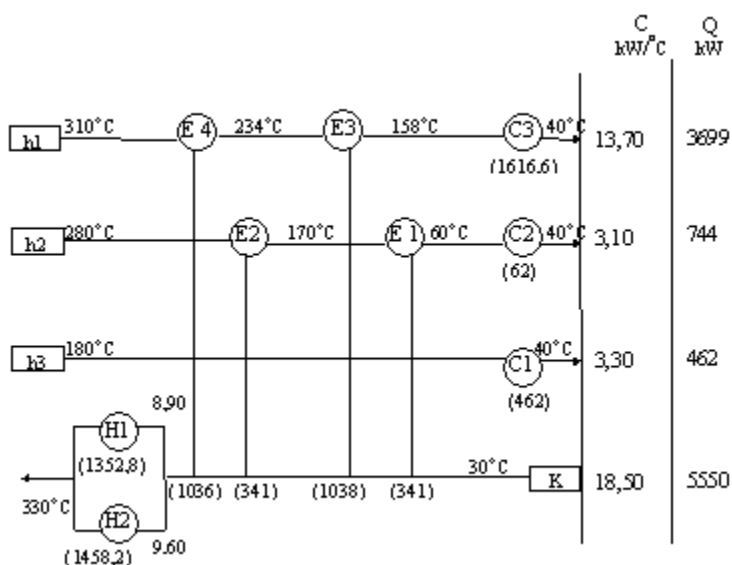 C Q
kW/°C kW
310°C E 4 234°C E3 158°C C3 40°C
h1 13,70 3699
(1616,6)
280°C E2 170°C E 1 60°C C2 40°C
h2 3,10 744
(62)
180°C 40°C
h3 C1 3,30 462
(462)
8,90
H1
(1352,8) 30°C
K 18,50 5550
330°C (1036) (341) (1038) (341)
H2
(1458,2) 9.60